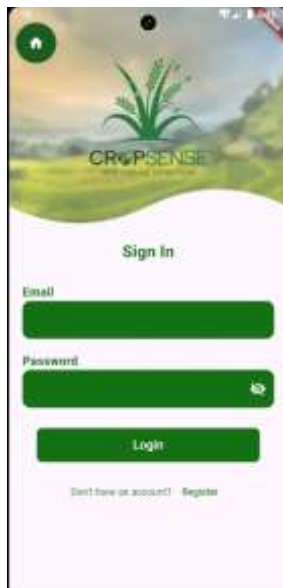 CROPSENSE
Sign In
Email
Password
Login
Don't have an account? Register